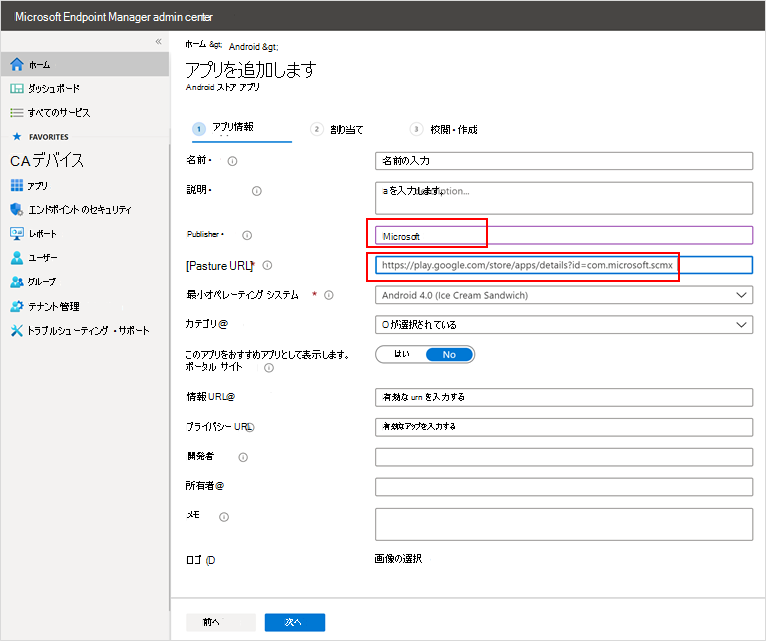 Microsoft Endpoint Manager admin center
«
ホーム
ダッシュボード
すべてのサービス
FAVORITES
CAデバイス
アプリ
エンドポイントのセキュリティ
レポート
ユーザー
グループ
テナント管理
トラブルシューティング ・サポート
ホーム &gt; Android &gt;
アプリを追加します
Android ストア アプリ
1 アプリ情報
2 割り当て
3 校閲・作成
名前・
名前の入力
説明・
aを入力します。
Publisher・
Microsoft
[Pasture URL]*
https://play.google.com/store/apps/details?id=com.microsoft.scmx
最小オペレーティング システム *
Android 4.0 (Ice Cream Sandwich)
カテゴリ@
0が選択されている
このアプリをおすすめアプリとして表示します。
ポータル サイト
はい No
情報URL@
有効な urn を入力する
プライバシー URL
有効なアップを入力する
開発者
所有者@
メモ
ロゴ (D
画像の選択
前へ
次へ